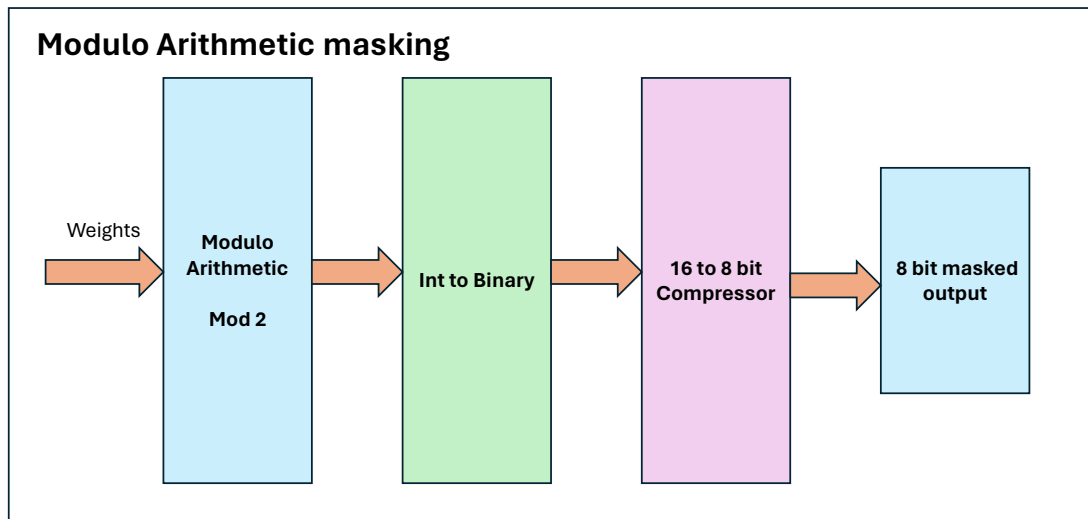 Modulo Arithmetic masking
Weights
Modulo
Arithmetic
Mod 2
Int to Binary
16 to 8 bit
Compressor
8 bit masked
output